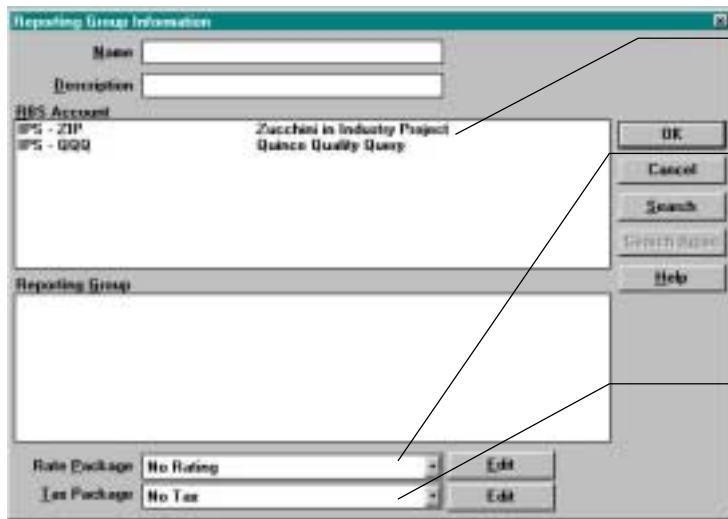 Reporting Group Information
Name
Description
RBS Account
IPS - ZIP Zucchini in Industry Project
IPS - QQQ Quince Quality Query
OK
Cancel
Search
Search Again
Help
Reporting Group
Rate Package No Rating Edit
Tax Package No Tax Edit